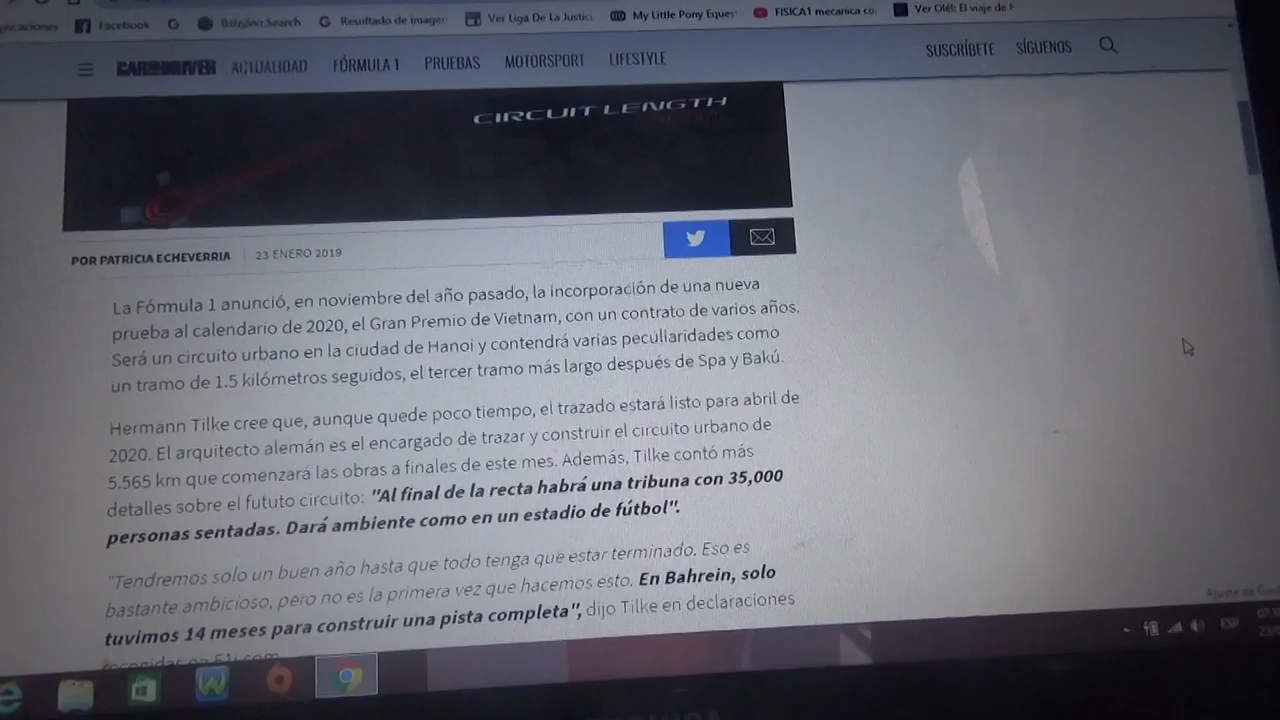 Facebook
Babylon Search
Resultado de imagen
Ver Liga De La Justici
My Little Pony Equest
FISICA1 mecanica co
Ver Olé!: El viaje de F
CAR AND DRIVER ACTUALIDAD FÓRMULA 1 PRUEBAS MOTORSPORT LIFESTYLE SUSCRÍBETE SÍGUENOS
CIRCUIT LENGTH
POR PATRICIA ECHEVERRIA 23 ENERO 2019
La Fórmula 1 anunció, en noviembre del año pasado, la incorporación de una nueva
prueba al calendario de 2020, el Gran Premio de Vietnam, con un contrato de varios años.
Será un circuito urbano en la ciudad de Hanoi y contendrá varias peculiaridades como
un tramo de 1.5 kilómetros seguidos, el tercer tramo más largo después de Spa y Bakú.
Hermann Tilke cree que, aunque quede poco tiempo, el trazado estará listo para abril de
2020. El arquitecto alemán es el encargado de trazar y construir el circuito urbano de
5.565 km que comenzará las obras a finales de este mes. Además, Tilke contó más
detalles sobre el fututo circuito: "Al final de la recta habrá una tribuna con 35,000
personas sentadas. Dará ambiente como en un estadio de fútbol".
"Tendremos solo un buen año hasta que todo tenga que estar terminado. Eso es
bastante ambicioso, pero no es la primera vez que hacemos esto. En Bahrein, solo
tuvimos 14 meses para construir una pista completa", dijo Tilke en declaraciones
ESP